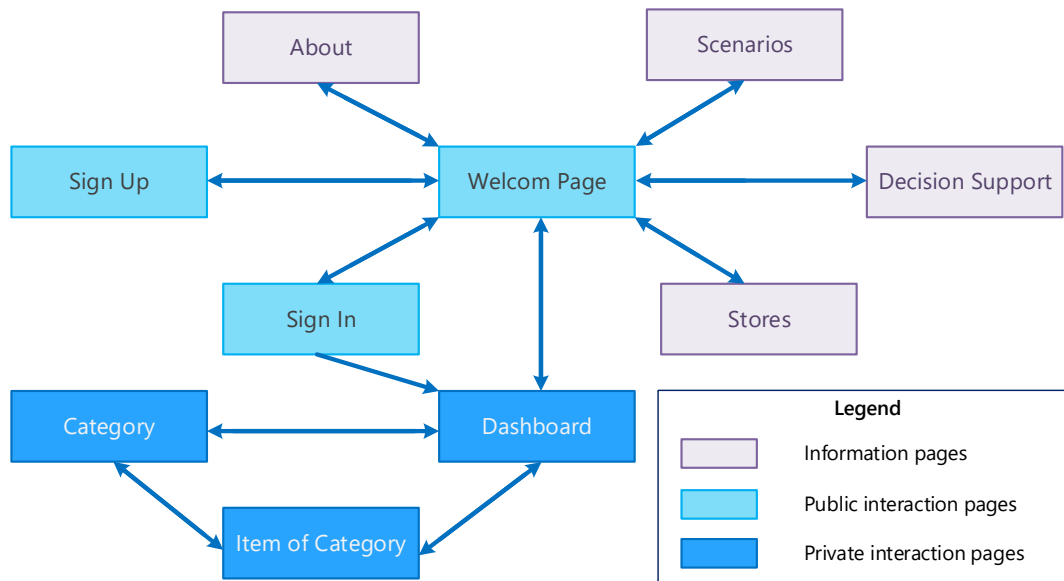 About
Scenarios
Sign Up
Welcom Page
Decision Support
Sign In
Stores
Category
Dashboard
Item of Category
Legend
Information pages
Public interaction pages
Private interaction pages